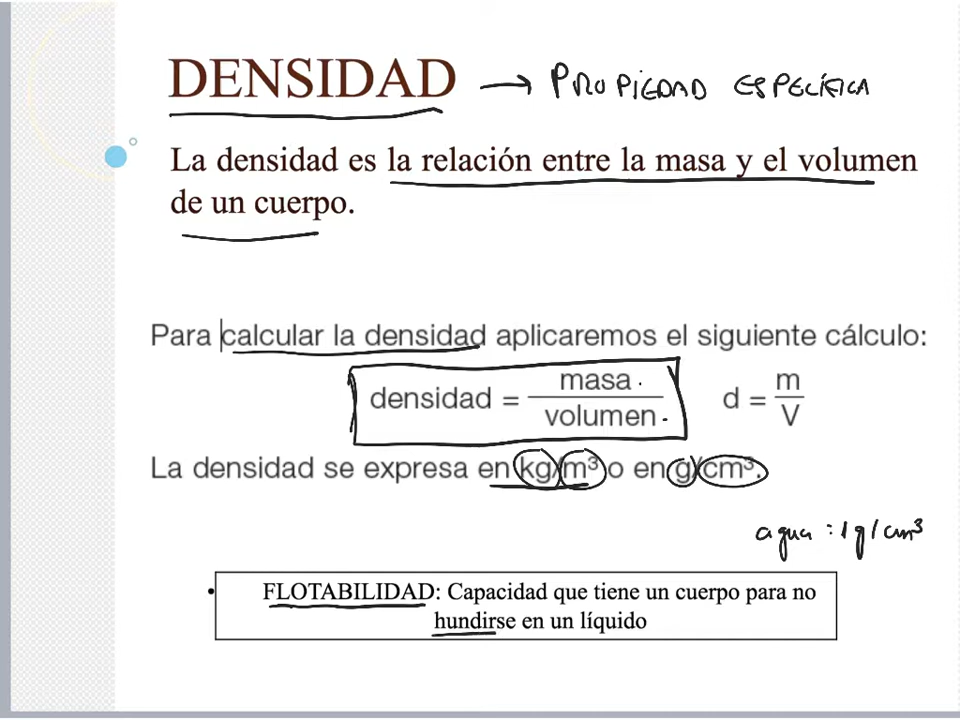 DENSIDAD → PROPIEDAD ESPECÍFICA
La densidad es la relación entre la masa y el volumen
de un cuerpo.
Para calcular la densidad aplicaremos el siguiente cálculo:
densidad = masa / volumen d = m / V
La densidad se expresa en kg/m³ o en g/cm³.
agua : 1g/cm³
• FLOTABILIDAD: Capacidad que tiene un cuerpo para no
hundirse en un líquido